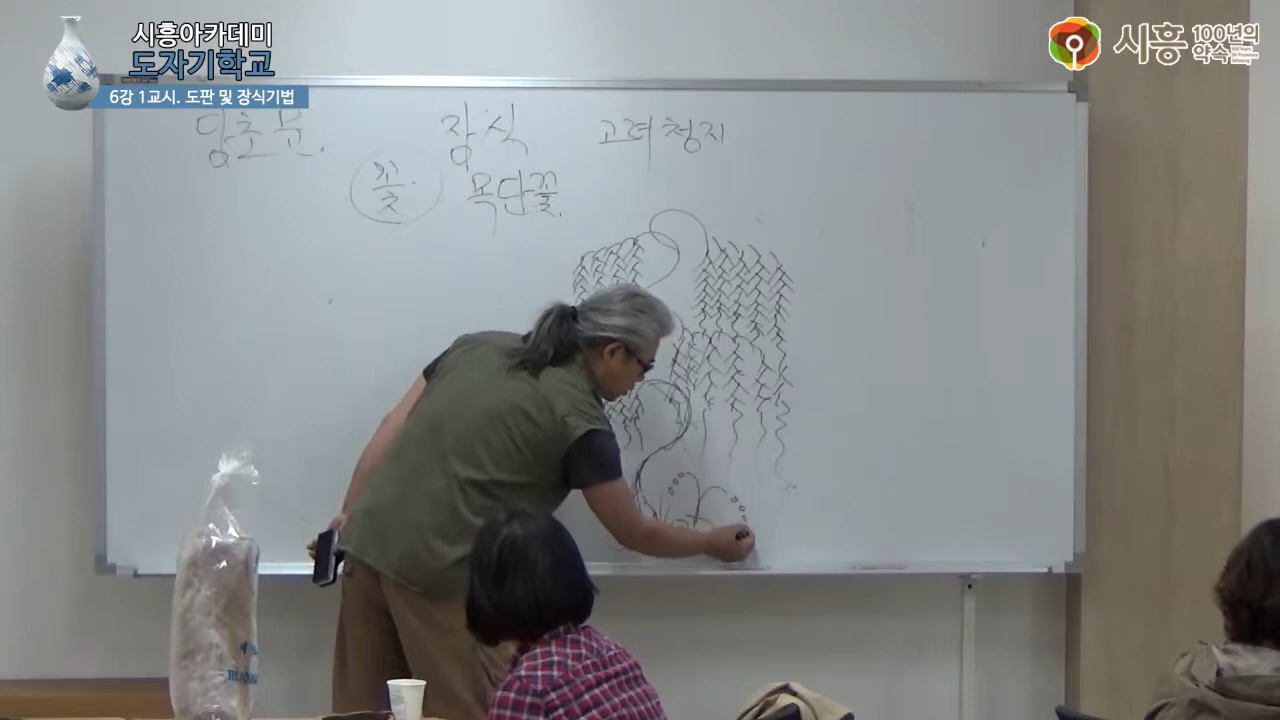 시흥아카데미
도자기학교
6강 1교시. 도판 및 장식기법
시흥 100년의 약속
당초문. 장식 고려청자
꽃. 목단꽃.